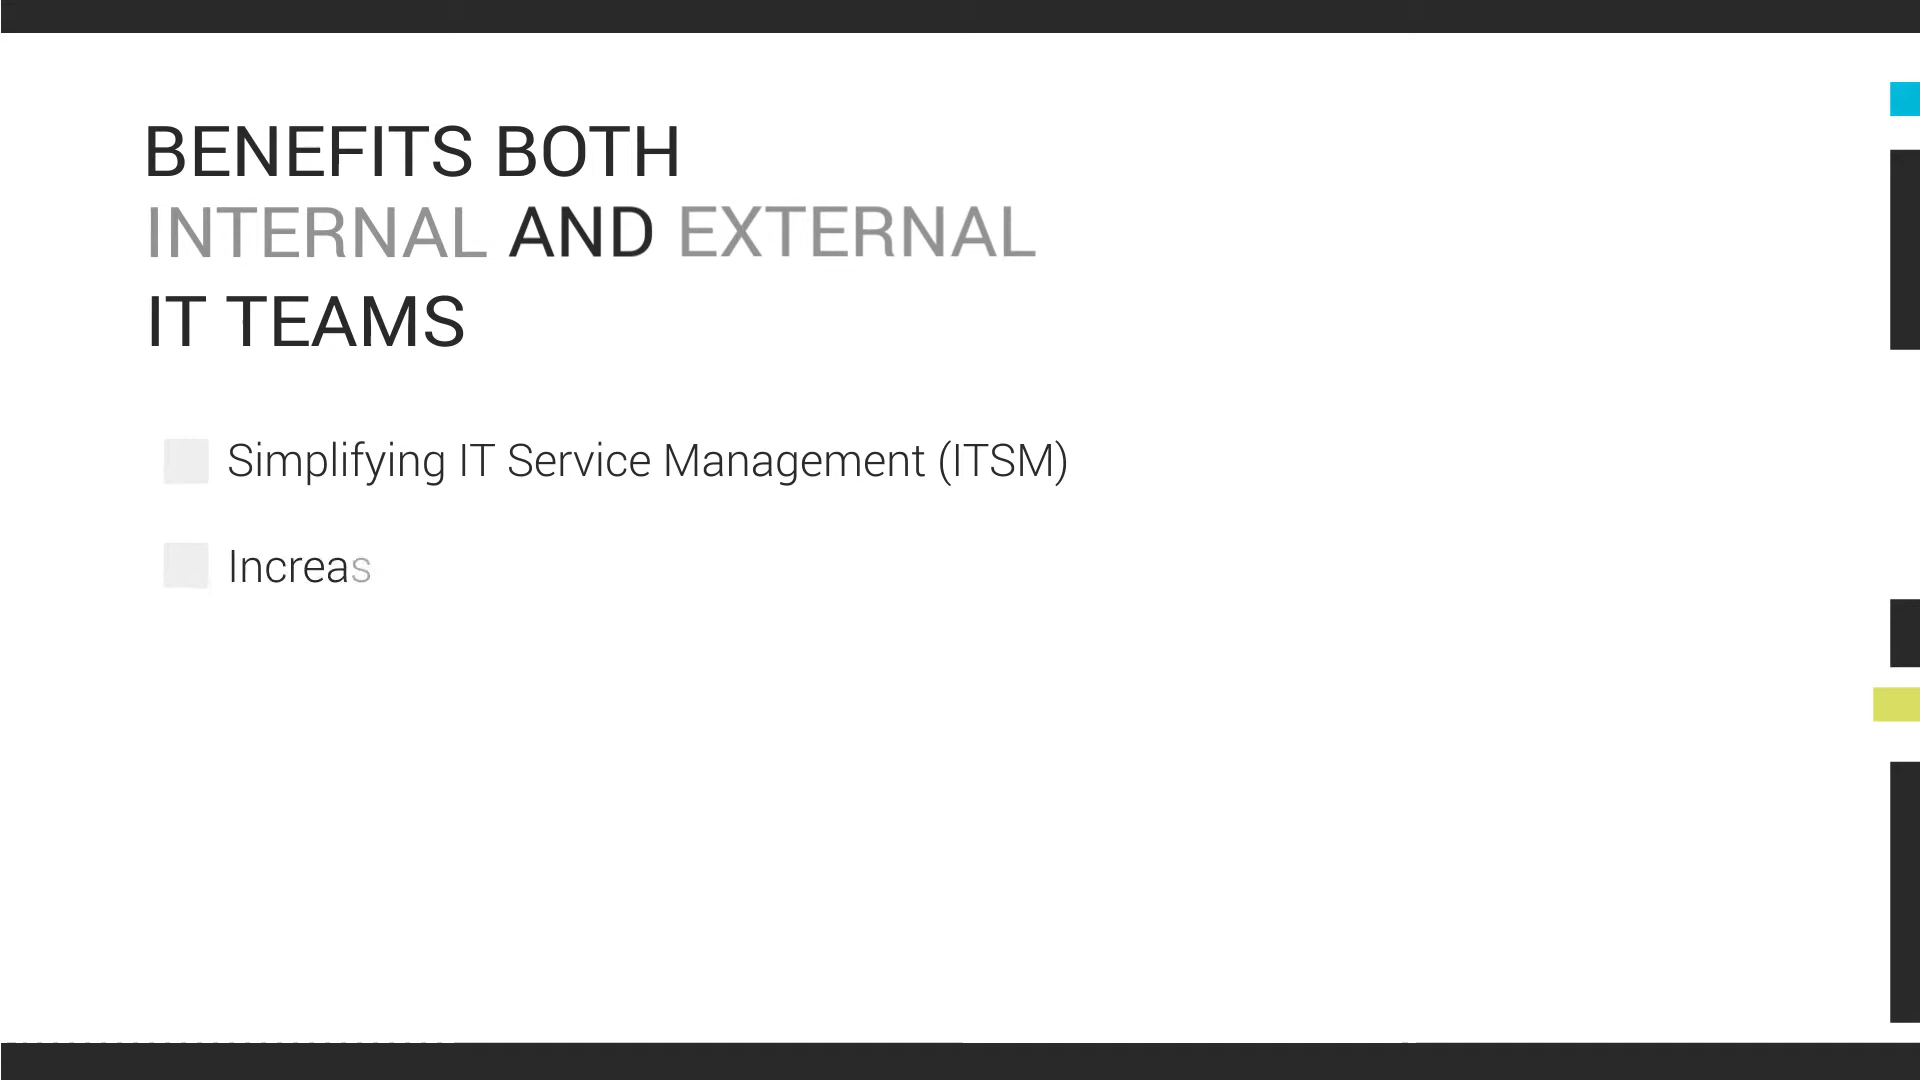 BENEFITS BOTH
INTERNAL AND EXTERNAL
IT TEAMS
Simplifying IT Service Management (ITSM)
Increas